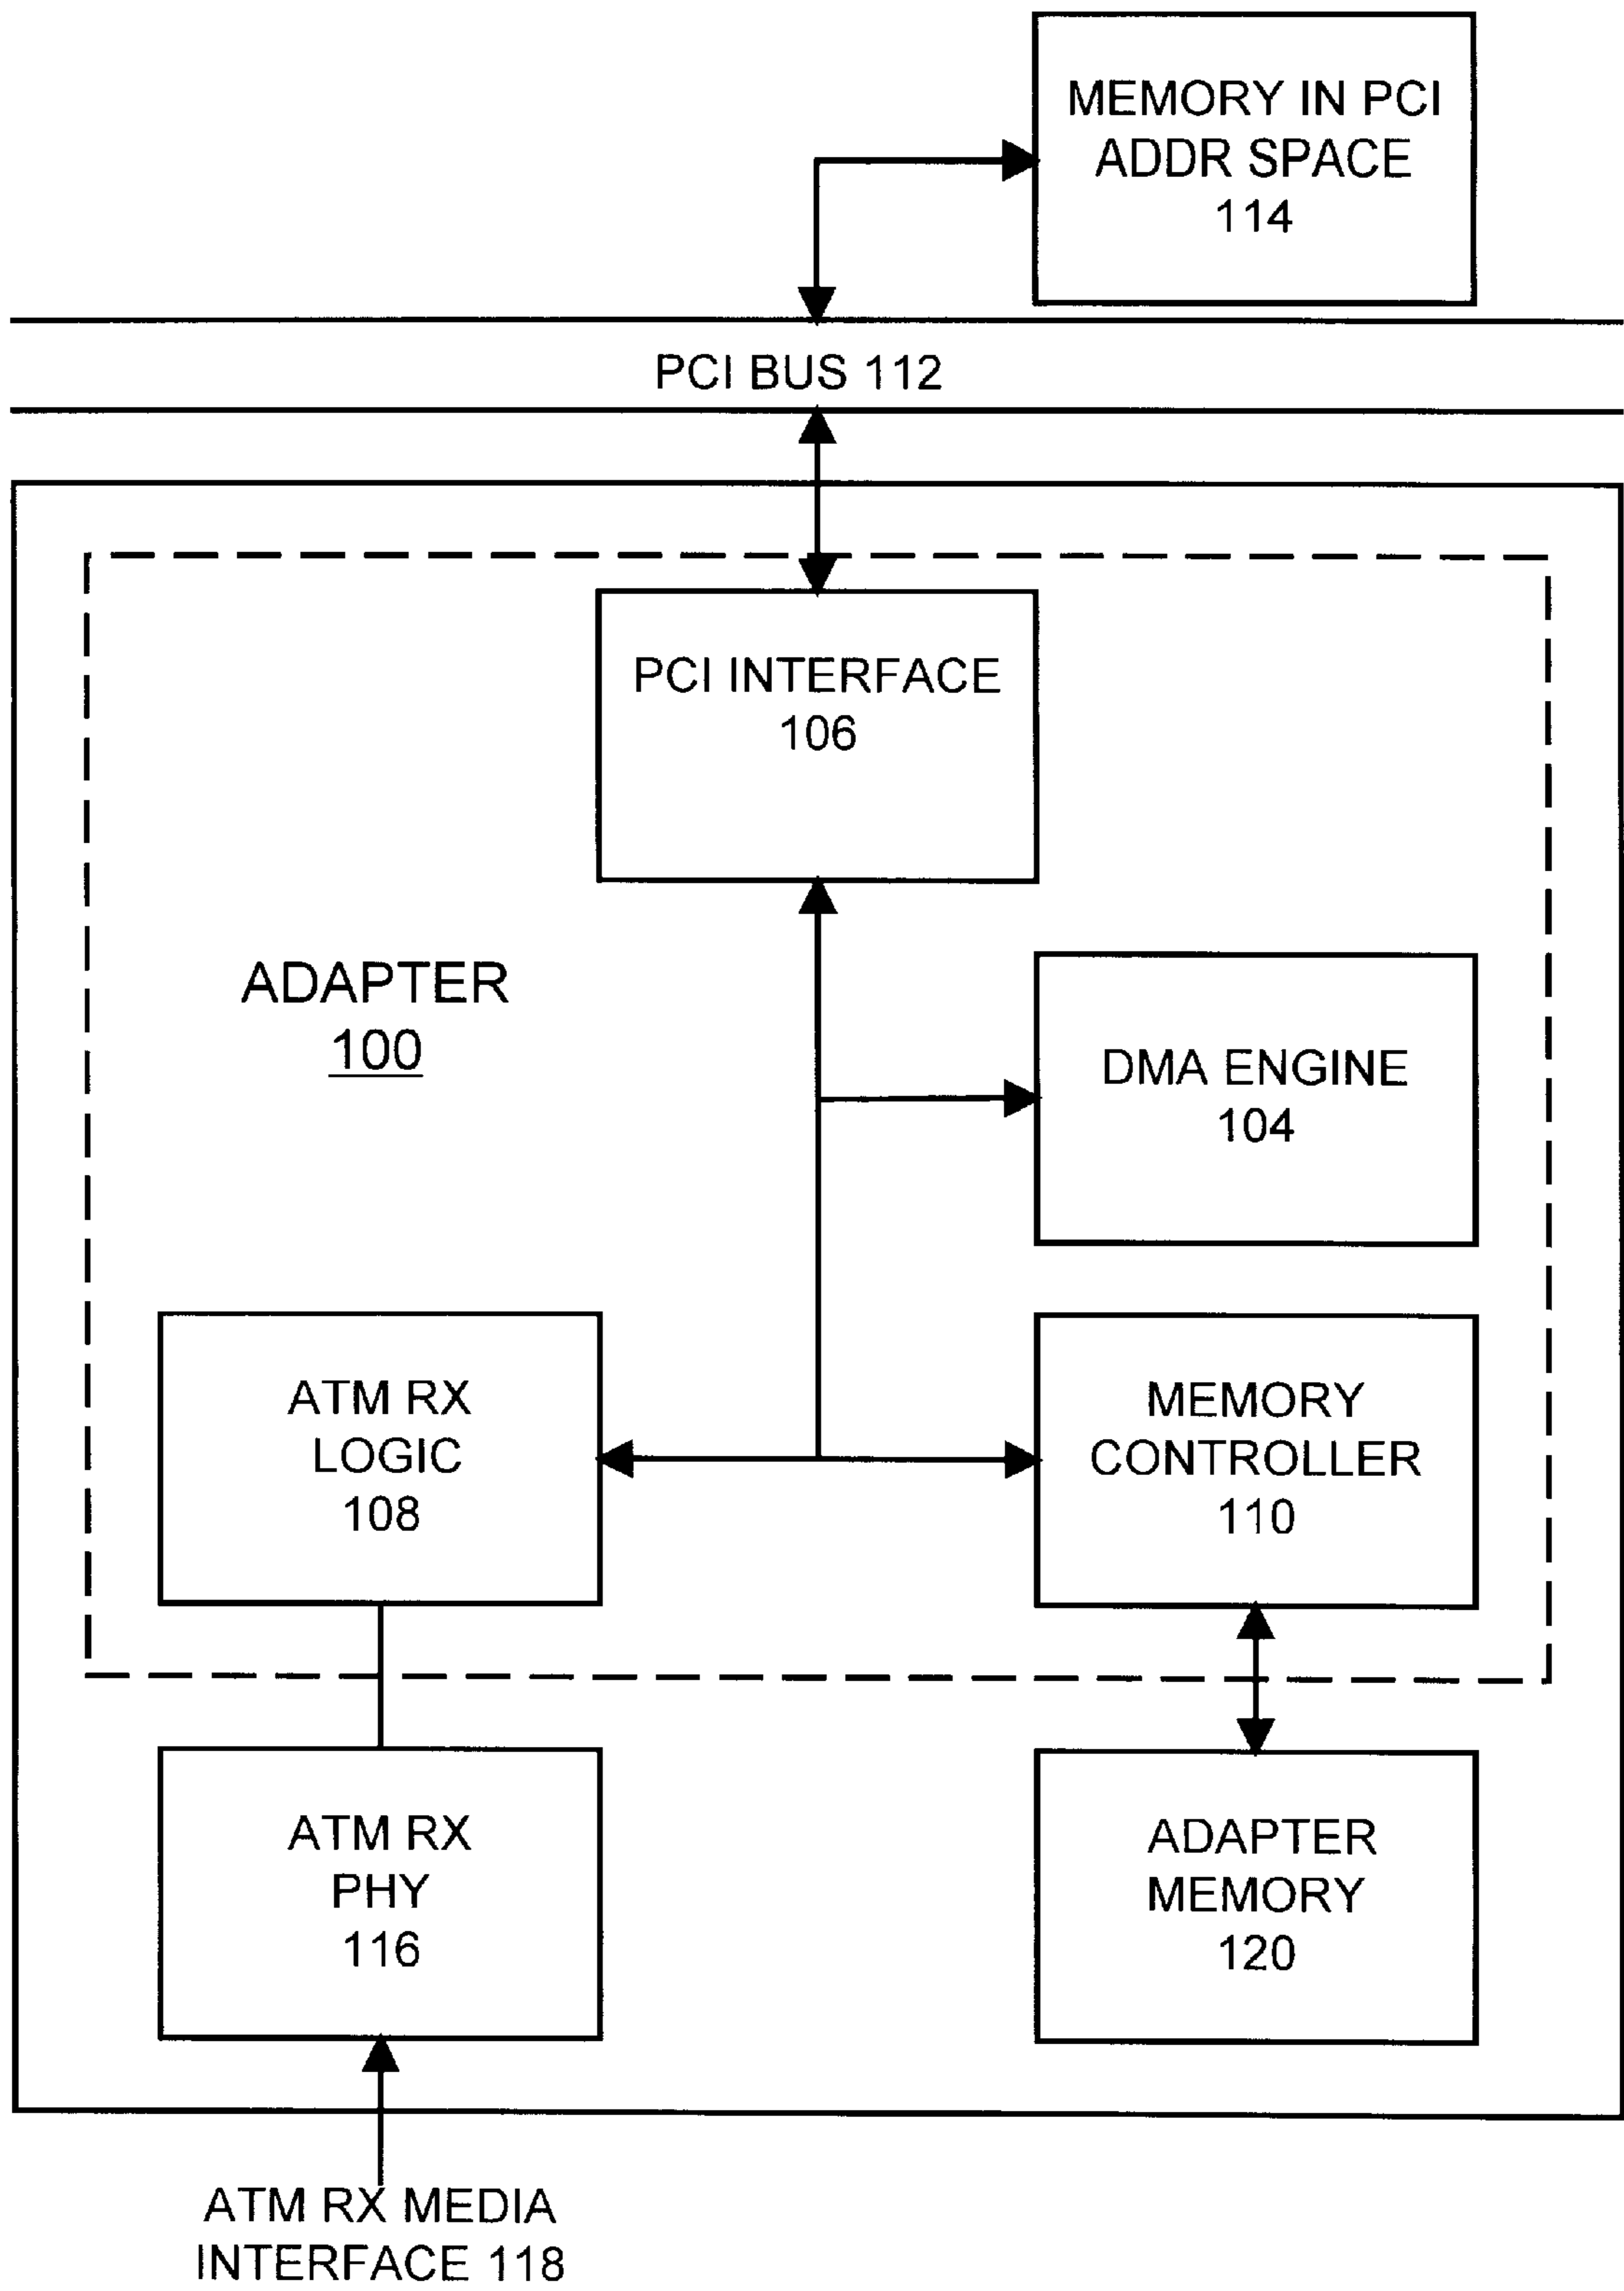 MEMORY IN PCI
ADDR SPACE
114
PCI BUS 112
PCI INTERFACE
106
ADAPTER
100
DMA ENGINE
104
ATM RX
LOGIC
108
MEMORY
CONTROLLER
110
ATM RX
PHY
116
ADAPTER
MEMORY
120
ATM RX MEDIA
INTERFACE 118